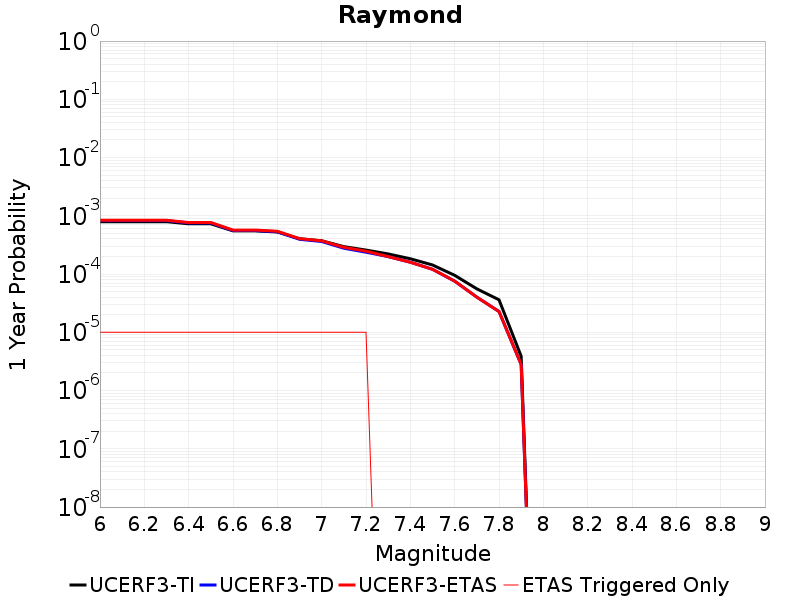 Raymond
1 Year Probability
10^0
10^-1
10^-2
10^-3
10^-4
10^-5
10^-6
10^-7
10^-8
6 6.2 6.4 6.6 6.8 7 7.2 7.4 7.6 7.8 8 8.2 8.4 8.6 8.8 9
Magnitude
UCERF3-TI UCERF3-TD UCERF3-ETAS ETAS Triggered Only